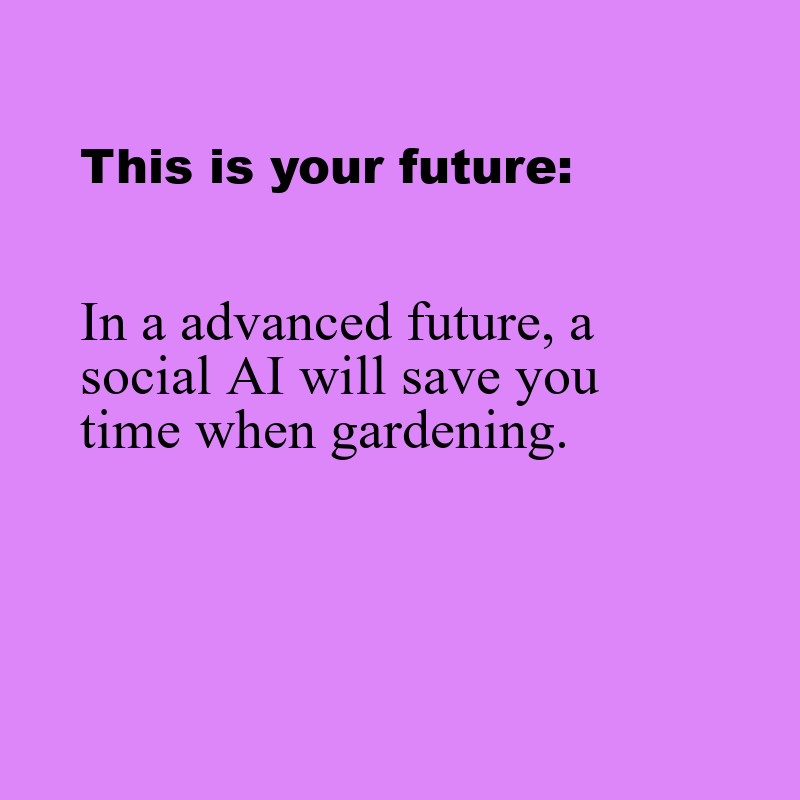 This is your future:
In a advanced future, a
social AI will save you
time when gardening.